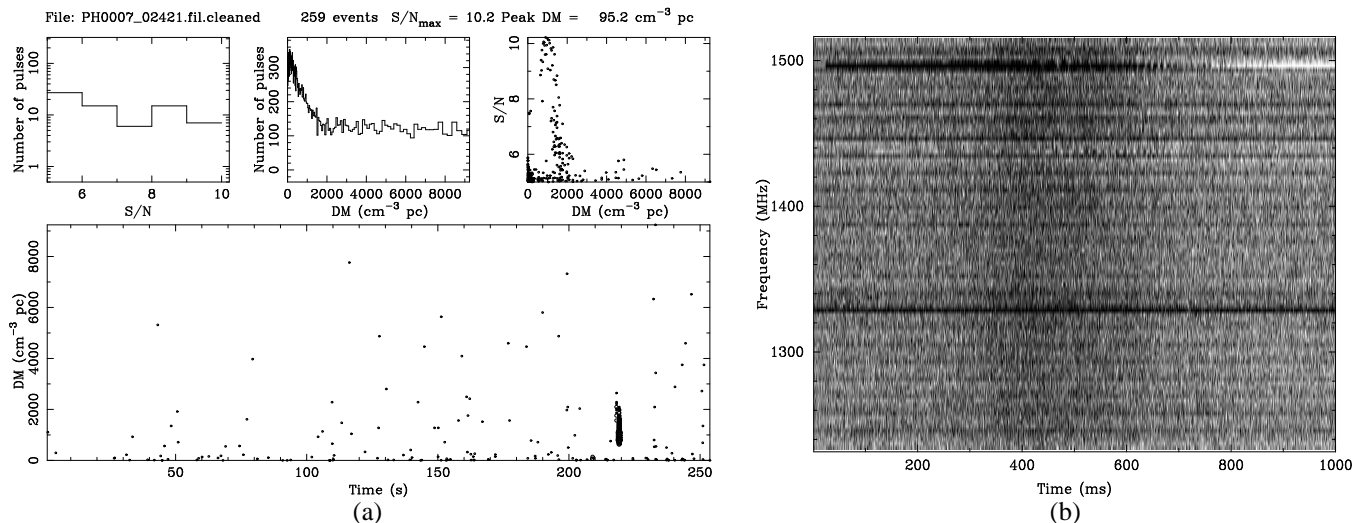 File: PH0007_02421.fil.cleaned 259 events S/N_max = 10.2 Peak DM = 95.2 cm⁻³ pc
Number of pulses
100
10
1
6 8 10
S/N
Number of pulses
300
200
100
0
0 2000 4000 6000 8000
DM (cm⁻³ pc)
S/N
10
8
6
0 2000 4000 6000 8000
DM (cm⁻³ pc)
DM (cm⁻³ pc)
8000
6000
4000
2000
0
50 100 150 200 250
Time (s)
(a)
Frequency (MHz)
1500
1400
1300
200 400 600 800 1000
Time (ms)
(b)